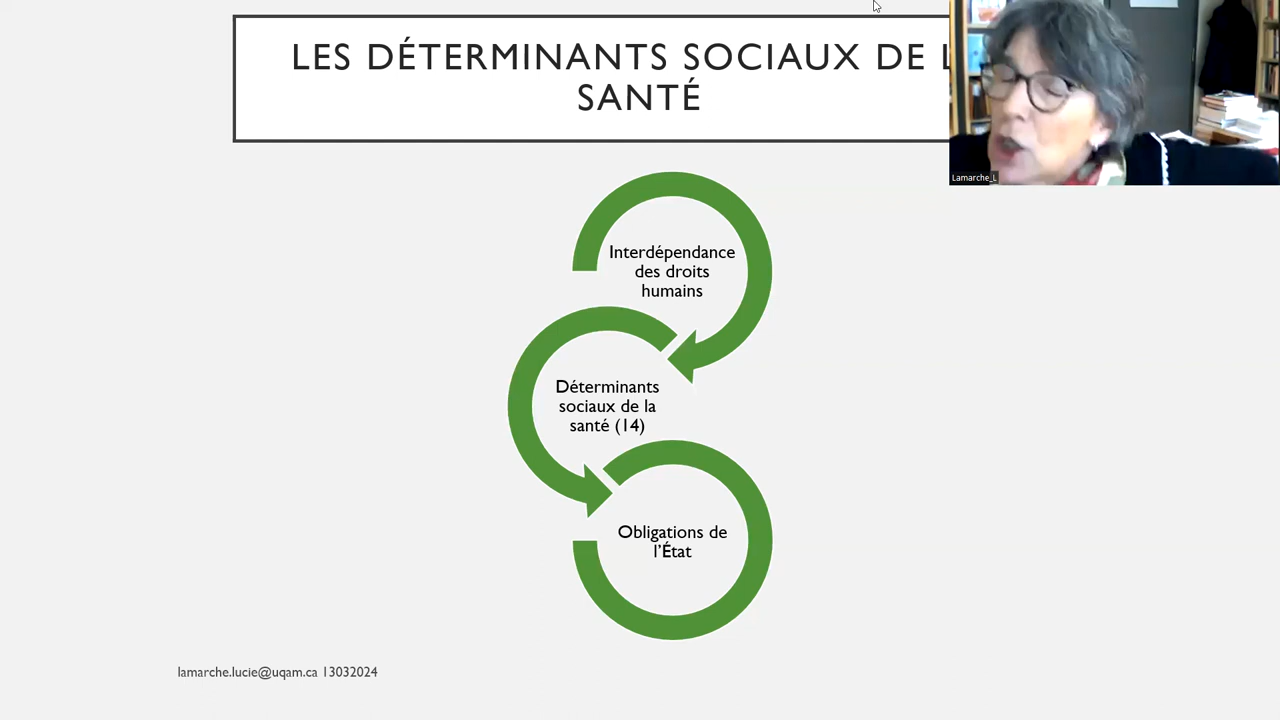 LES DÉTERMINANTS SOCIAUX DE L
SANTÉ
Lamarche_L
Interdépendance
des droits
humains
Déterminants
sociaux de la
santé (14)
Obligations de
l'État
lamarche.lucie@uqam.ca 13032024